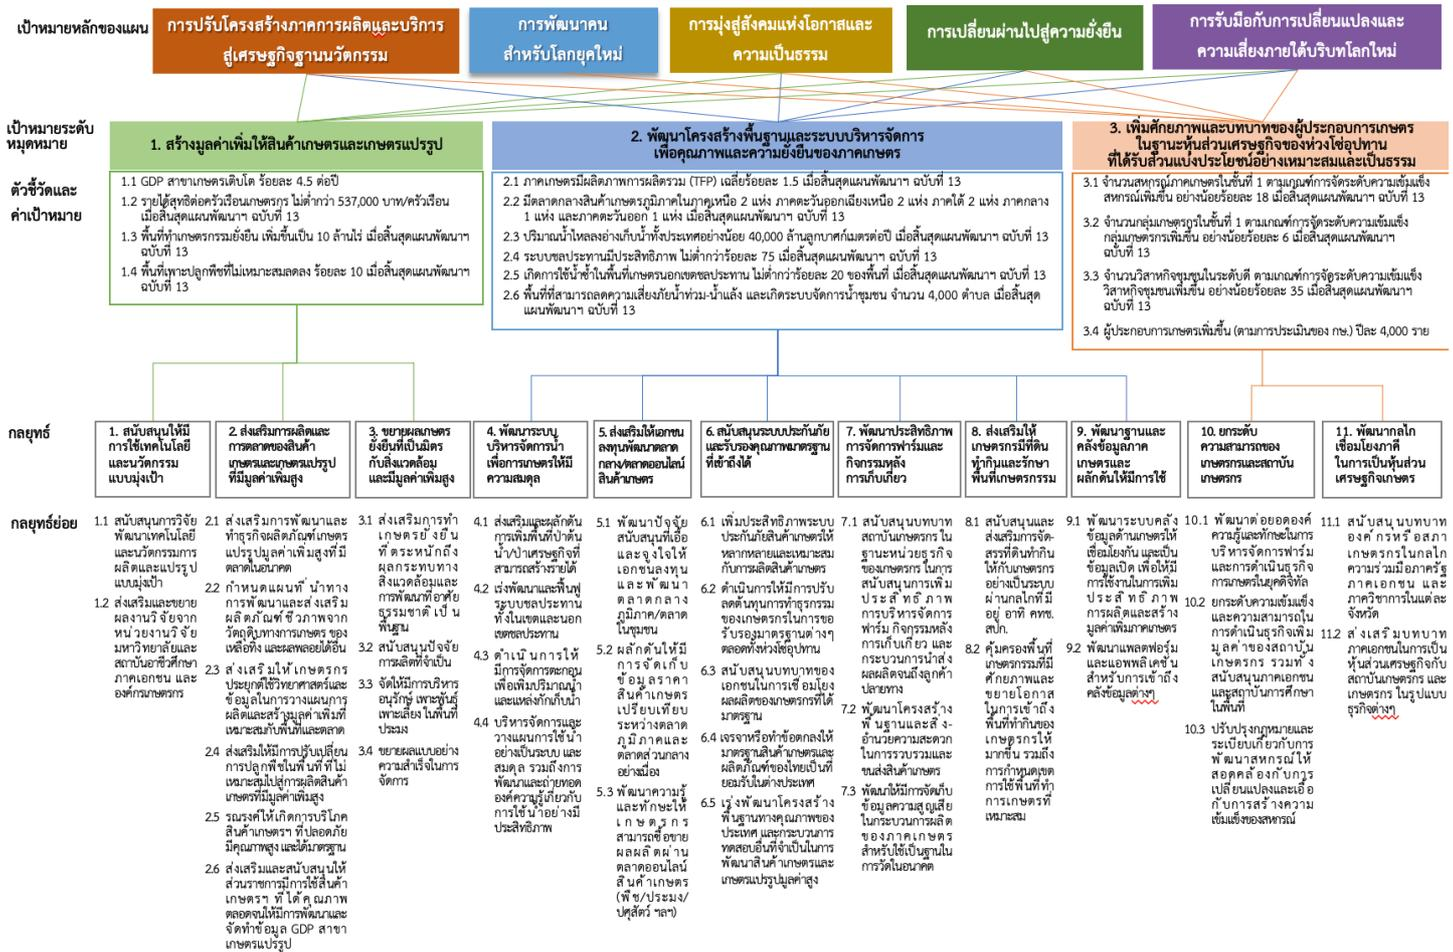 เป้าหมายหลักของแผน
การปรับโครงสร้างภาคการผลิตและบริการ
สู่เศรษฐกิจฐานนวัตกรรม
การพัฒนาคน
สำหรับโลกยุคใหม่
การมุ่งสู่สังคมแห่งโอกาสและ
ความเป็นธรรม
การเปลี่ยนผ่านไปสู่ความยั่งยืน
การรับมือกับการเปลี่ยนแปลงและ
ความเสี่ยงภายใต้บริบทโลกใหม่
เป้าหมายระดับ
หมุดหมาย
1. สร้างมูลค่าเพิ่มให้สินค้าเกษตรและเกษตรแปรรูป
2. พัฒนาโครงสร้างพื้นฐานและระบบบริหารจัดการ
เพื่อคุณภาพและความยั่งยืนของภาคเกษตร
3. เพิ่มศักยภาพและบทบาทของผู้ประกอบการเกษตร
ในฐานะหุ้นส่วนเศรษฐกิจของห่วงโซ่อุปทาน
ที่ได้รับส่วนแบ่งประโยชน์อย่างเหมาะสมและเป็นธรรม
ตัวชี้วัดและ
ค่าเป้าหมาย
1.1 GDP สาขาเกษตรเติบโต ร้อยละ 4.5 ต่อปี
1.2 รายได้สุทธิต่อครัวเรือนเกษตรกร ไม่ต่ำกว่า 537,000 บาท/ครัวเรือน
เมื่อสิ้นสุดแผนพัฒนาฯ ฉบับที่ 13
1.3 พื้นที่ทำเกษตรกรรมยั่งยืน เพิ่มขึ้นเป็น 10 ล้านไร่ เมื่อสิ้นสุดแผนพัฒนาฯ
ฉบับที่ 13
1.4 พื้นที่เพาะปลูกพืชที่ไม่เหมาะสมลดลง ร้อยละ 10 เมื่อสิ้นสุดแผนพัฒนาฯ
ฉบับที่ 13
2.1 ภาคเกษตรมีผลิตภาพการผลิตรวม (TFP) เฉลี่ยร้อยละ 1.5 เมื่อสิ้นสุดแผนพัฒนาฯ ฉบับที่ 13
2.2 มีตลาดกลางสินค้าเกษตรภูมิภาคในภาคเหนือ 2 แห่ง ภาคตะวันออกเฉียงเหนือ 2 แห่ง ภาคใต้ 2 แห่ง ภาคกลาง
1 แห่ง และภาคตะวันออก 1 แห่ง เมื่อสิ้นสุดแผนพัฒนาฯ ฉบับที่ 13
2.3 ปริมาณน้ำไหลลงอ่างเก็บน้ำทั้งประเทศอย่างน้อย 40,000 ล้านลูกบาศก์เมตรต่อปี เมื่อสิ้นสุดแผนพัฒนาฯ ฉบับที่ 13
2.4 ระบบชลประทานมีประสิทธิภาพ ไม่ต่ำกว่าร้อยละ 75 เมื่อสิ้นสุดแผนพัฒนาฯ ฉบับที่ 13
2.5 เกิดการใช้น้ำซ้ำในพื้นที่เกษตรนอกเขตชลประทาน ไม่ต่ำกว่าร้อยละ 20 ของพื้นที่ เมื่อสิ้นสุดแผนพัฒนาฯ ฉบับที่ 13
2.6 พื้นที่ที่สามารถลดความเสี่ยงภัยน้ำท่วม-น้ำแล้ง และเกิดระบบจัดการน้ำชุมชน จำนวน 4,000 ตำบล เมื่อสิ้นสุด
แผนพัฒนาฯ ฉบับที่ 13
3.1 จำนวนสหกรณ์ภาคเกษตรในชั้นที่ 1 ตามเกณฑ์การจัดระดับความเข้มแข็ง
สหกรณ์เพิ่มขึ้น อย่างน้อยร้อยละ 18 เมื่อสิ้นสุดแผนพัฒนาฯ ฉบับที่ 13
3.2 จำนวนกลุ่มเกษตรกรในชั้นที่ 1 ตามเกณฑ์การจัดระดับความเข้มแข็ง
กลุ่มเกษตรกรเพิ่มขึ้น อย่างน้อยร้อยละ 6 เมื่อสิ้นสุดแผนพัฒนาฯ
ฉบับที่ 13
3.3 จำนวนวิสาหกิจชุมชนในระดับดี ตามเกณฑ์การจัดระดับความเข้มแข็ง
วิสาหกิจชุมชนเพิ่มขึ้น อย่างน้อยร้อยละ 35 เมื่อสิ้นสุดแผนพัฒนาฯ
ฉบับที่ 13
3.4 ผู้ประกอบการเกษตรเพิ่มขึ้น (ตามการประเมินของ กษ.) ปีละ 4,000 ราย
กลยุทธ์
1. สนับสนุนให้มี
การใช้เทคโนโลยี
และนวัตกรรม
แบบมุ่งเป้า
2. ส่งเสริมการผลิตและ
การตลาดของสินค้า
เกษตรและเกษตรแปรรูป
ที่มีมูลค่าเพิ่มสูง
3. ขยายผลเกษตร
ยั่งยืนที่เป็นมิตร
กับสิ่งแวดล้อม
และมีมูลค่าเพิ่มสูง
4. พัฒนาระบบ
บริหารจัดการน้ำ
เพื่อการเกษตรให้มี
ความสมดุล
5. ส่งเสริมให้เอกชน
ลงทุนพัฒนาตลาด
กลาง/ตลาดออนไลน์
สินค้าเกษตร
6. สนับสนุนระบบประกันภัย
และรับรองคุณภาพมาตรฐาน
ที่เข้าถึงได้
7. พัฒนาประสิทธิภาพ
การจัดการฟาร์มและ
กิจกรรมหลัง
การเก็บเกี่ยว
8. ส่งเสริมให้
เกษตรกรมีที่ดิน
ทำกินและรักษา
พื้นที่เกษตรกรรม
9. พัฒนาฐานและ
คลังข้อมูลภาค
เกษตรและ
ผลักดันให้มีการใช้
10. ยกระดับ
ความสามารถของ
เกษตรกรและสถาบัน
เกษตรกร
11. พัฒนากลไก
เชื่อมโยงภาคี
ในการเป็นหุ้นส่วน
เศรษฐกิจเกษตร
กลยุทธ์ย่อย
1.1 สนับสนุนการวิจัย
พัฒนาเทคโนโลยี
และนวัตกรรมการ
ผลิตและแปรรูป
แบบมุ่งเป้า
1.2 ส่งเสริมและขยาย
ผลงานวิจัยจาก
หน่วยงานวิจัย
มหาวิทยาลัยและ
สถาบันอาชีวศึกษา
ภาคเอกชน และ
องค์กรเกษตรกร
2.1 ส่งเสริมการพัฒนาและ
ทำธุรกิจผลิตภัณฑ์เกษตร
แปรรูปมูลค่าเพิ่มสูงที่มี
ตลาดในอนาคต
2.2 กำหนดแผนที่นำทาง
การพัฒนาและส่งเสริม
ผลิตภัณฑ์ชีวภาพจาก
วัตถุดิบทางการเกษตร ของ
เหลือทิ้ง และผลพลอยได้อื่น
2.3 ส่งเสริมให้เกษตรกร
ประยุกต์ใช้วิทยาศาสตร์และ
ข้อมูลในการวางแผนการ
ผลิตและสร้างมูลค่าเพิ่มที่
เหมาะสมกับพื้นที่และตลาด
2.4 ส่งเสริมให้มีการปรับเปลี่ยน
การปลูกพืชในพื้นที่ที่ไม่
เหมาะสมไปสู่การผลิตสินค้า
เกษตรที่มีมูลค่าเพิ่มสูง
2.5 รณรงค์ให้เกิดการบริโภค
สินค้าเกษตรฯ ที่ปลอดภัย
มีคุณภาพสูง และได้มาตรฐาน
2.6 ส่งเสริมและสนับสนุนให้
ส่วนราชการมีการใช้สินค้า
เกษตรฯ ที่ได้คุณภาพ
ตลอดจนให้มีการพัฒนาและ
จัดทำข้อมูล GDP สาขา
เกษตรแปรรูป
3.1 ส่งเสริมการทำ
เกษตรยั่งยืน
ที่ตระหนักถึง
ผลกระทบทาง
สิ่งแวดล้อมและ
การพัฒนาที่อาศัย
ธรรมชาติเป็น
พื้นฐาน
3.2 สนับสนุนปัจจัย
การผลิตที่จำเป็น
3.3 จัดให้มีการบริหาร
อนุรักษ์ เพาะพันธุ์
เพาะเลี้ยง ในพื้นที่
ประมง
3.4 ขยายผลแบบอย่าง
ความสำเร็จในการ
จัดการ
4.1 ส่งเสริมและผลักดัน
การเพิ่มพื้นที่ป่าต้น
น้ำ/ป่าเศรษฐกิจที่
สามารถสร้างรายได้
4.2 เร่งพัฒนาและฟื้นฟู
ระบบชลประทาน
ทั้งในเขตและนอก
เขตชลประทาน
4.3 ดำเนินการให้
มีการจัดการตะกอน
เพื่อเพิ่มปริมาณน้ำ
และแหล่งกักเก็บน้ำ
4.4 บริหารจัดการและ
วางแผนการใช้น้ำ
อย่างเป็นระบบ และ
สมดุล รวมถึงการ
พัฒนาและถ่ายทอด
องค์ความรู้เกี่ยวกับ
การใช้น้ำอย่างมี
ประสิทธิภาพ
5.1 พัฒนาปัจจัย
สนับสนุนที่เอื้อ
และจูงใจให้
เอกชนลงทุน
และพัฒนา
ตลาดกลาง
ภูมิภาค/ตลาด
ในชุมชน
5.2 ผลักดันให้มี
การจัดเก็บ
ข้อมูลราคา
สินค้าเกษตร
เปรียบเทียบ
ระหว่างตลาด
ภูมิภาคและ
ตลาดส่วนกลาง
อย่างเนื่อง
5.3 พัฒนาความรู้
และทักษะให้
เกษตรกร
สามารถซื้อขาย
ผลผลิตผ่าน
ตลาดออนไลน์
สินค้าเกษตร
(พืช/ประมง/
ปศุสัตว์ ฯลฯ)
6.1 เพิ่มประสิทธิภาพระบบ
ประกันภัยสินค้าเกษตรให้
หลากหลายและเหมาะสม
กับการผลิตสินค้าเกษตร
6.2 ดำเนินการให้มีการปรับ
ลดต้นทุนการทำธุรกรรม
ของเกษตรกรในการขอ
รับรองมาตรฐานต่างๆ
ตลอดทั้งห่วงโซ่อุปทาน
6.3 สนับสนุนบทบาทของ
เอกชนในการเชื่อมโยง
ผลผลิตของเกษตรกรที่ได้
มาตรฐาน
6.4 เจรจาหรือทำข้อตกลงให้
มาตรฐานสินค้าเกษตรและ
ผลิตภัณฑ์ของไทยเป็นที่
ยอมรับในต่างประเทศ
6.5 เร่งพัฒนาโครงสร้าง
พื้นฐานทางคุณภาพของ
ประเทศ และกระบวนการ
ทดสอบอื่นที่จำเป็นในการ
พัฒนาสินค้าเกษตรและ
เกษตรแปรรูปมูลค่าสูง
7.1 สนับสนุนบทบาท
สถาบันเกษตรกร ใน
ฐานะหน่วยธุรกิจ
ของเกษตรกร ในการ
สนับสนุนการเพิ่ม
ประสิทธิภาพ
การบริหารจัดการ
ฟาร์ม กิจกรรมหลัง
การเก็บเกี่ยว และ
กระบวนการนำส่ง
ผลผลิตจนถึงลูกค้า
ปลายทาง
7.2 พัฒนาโครงสร้าง
พื้นฐานและสิ่ง-
อำนวยความสะดวก
ในการรวบรวมและ
ขนส่งสินค้าเกษตร
7.3 พัฒนาให้มีการจัดเก็บ
ข้อมูลความสูญเสีย
ในกระบวนการผลิต
ของภาคเกษตร
สำหรับใช้เป็นฐานใน
การวัดในอนาคต
8.1 สนับสนุนและ
ส่งเสริมการจัด-
สรรที่ดินทำกิน
ให้กับเกษตรกร
อย่างเป็นระบบ
ผ่านกลไกที่มี
อยู่ อาทิ คทช.
สปก.
8.2 คุ้มครองพื้นที่
เกษตรกรรมที่มี
ศักยภาพและ
ขยายโอกาส
ในการเข้าถึง
พื้นที่ทำกินของ
เกษตรกรให้
มากขึ้น รวมถึง
การกำหนดเขต
การใช้พื้นที่ทำ
การเกษตรที่
เหมาะสม
9.1 พัฒนาระบบคลัง
ข้อมูลด้านเกษตรให้
เชื่อมโยงกัน และเป็น
ข้อมูลเปิด เพื่อให้มี
การใช้งานในการเพิ่ม
ประสิทธิภาพ
การผลิตและสร้าง
มูลค่าเพิ่มภาคเกษตร
9.2 พัฒนาแพลตฟอร์ม
และแอพพลิเคชั่น
สำหรับการเข้าถึง
คลังข้อมูลต่างๆ
10.1 พัฒนาต่อยอดองค์
ความรู้และทักษะในการ
บริหารจัดการฟาร์ม
และการดำเนินธุรกิจ
การเกษตรในยุคดิจิทัล
10.2 ยกระดับความเข้มแข็ง
และความสามารถใน
การดำเนินธุรกิจเพิ่ม
มูลค่าของสถาบัน
เกษตรกร รวมทั้ง
สนับสนุนภาคเอกชน
และสถาบันการศึกษา
ในพื้นที่
10.3 ปรับปรุงกฎหมายและ
ระเบียบเกี่ยวกับการ
พัฒนาสหกรณ์ให้
สอดคล้องกับการ
เปลี่ยนแปลงและเอื้อ
กับการสร้างความ
เข้มแข็งของสหกรณ์
11.1 สนับสนุนบทบาท
องค์กรหรือสภา
เกษตรกรในกลไก
ความร่วมมือภาครัฐ
ภาคเอกชน และ
ภาควิชาการในแต่ละ
จังหวัด
11.2 ส่งเสริมบทบาท
ภาคเอกชนในการเป็น
หุ้นส่วนเศรษฐกิจกับ
สถาบันเกษตรกร และ
เกษตรกร ในรูปแบบ
ธุรกิจต่างๆ